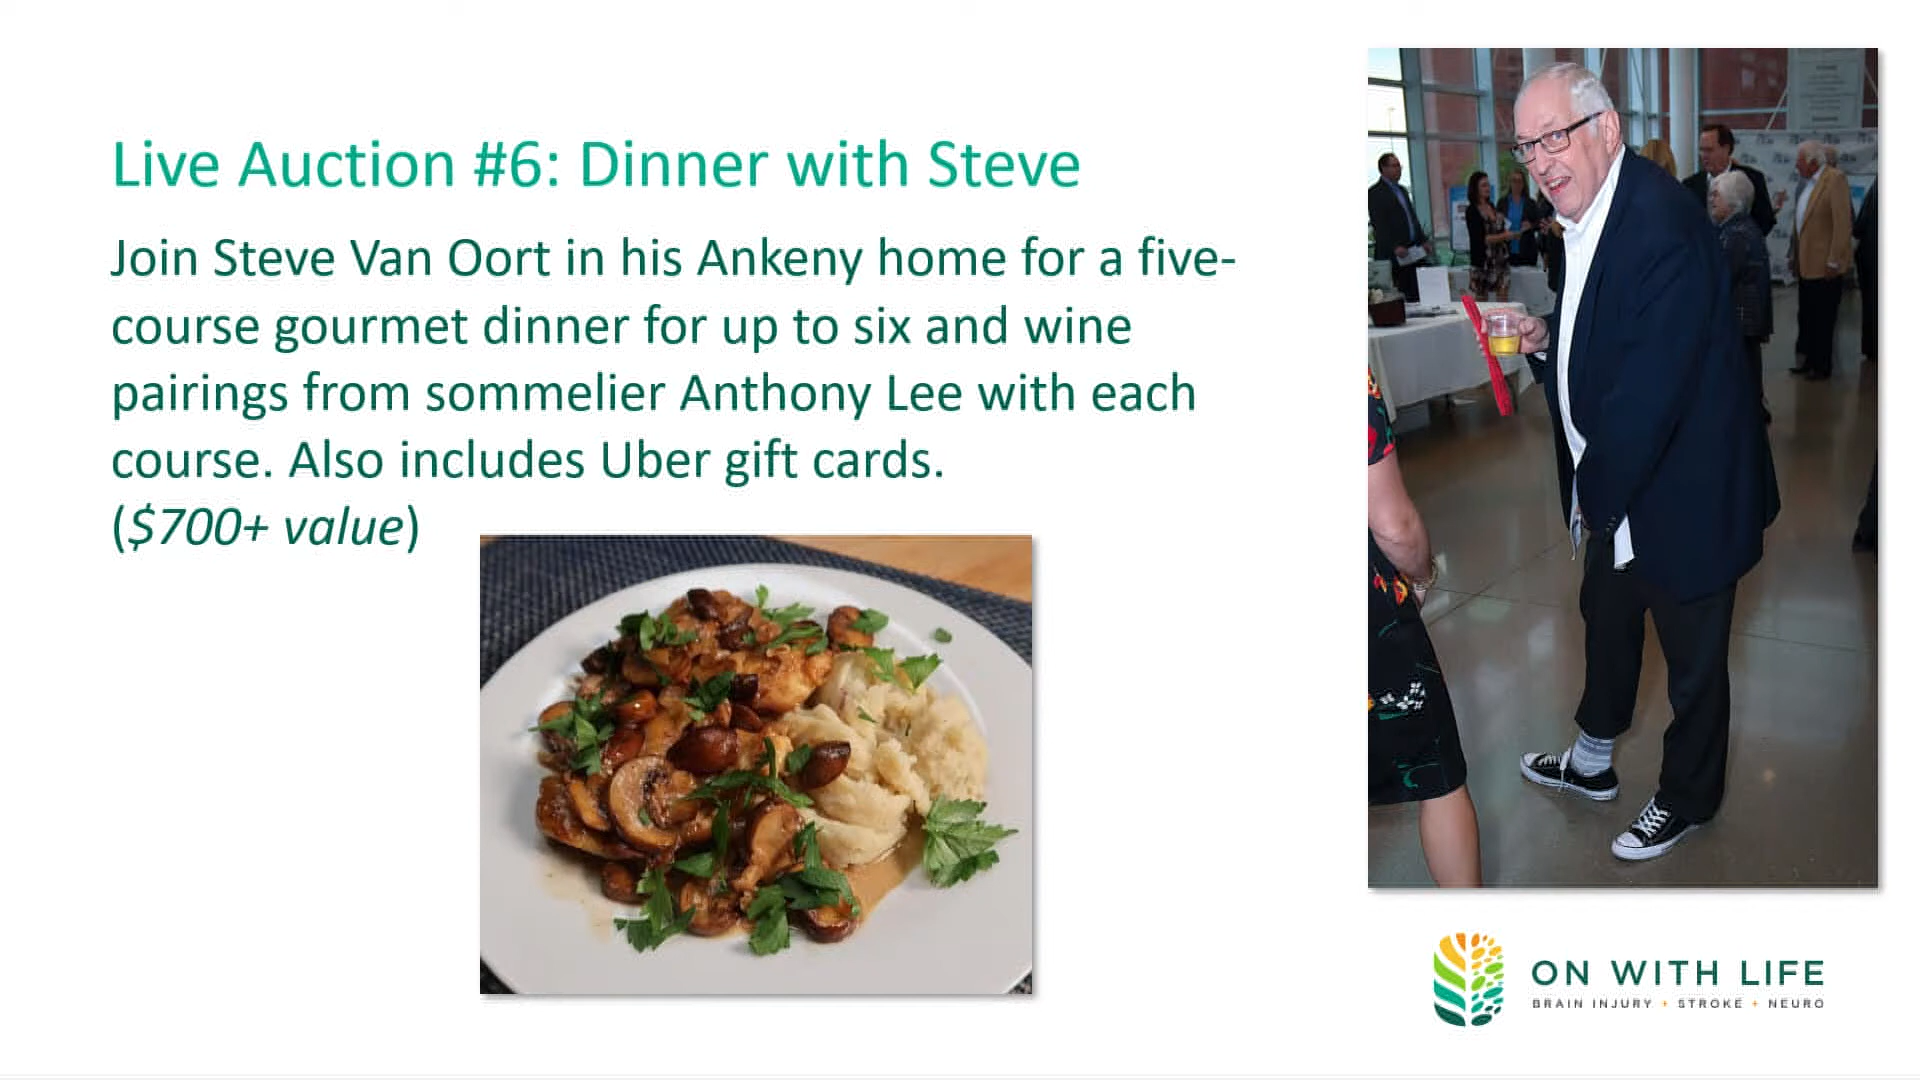 Live Auction #6: Dinner with Steve
Join Steve Van Oort in his Ankeny home for a five-
course gourmet dinner for up to six and wine
pairings from sommelier Anthony Lee with each
course. Also includes Uber gift cards.
($700+ value)
ON WITH LIFE
BRAIN INJURY + STROKE + NEURO